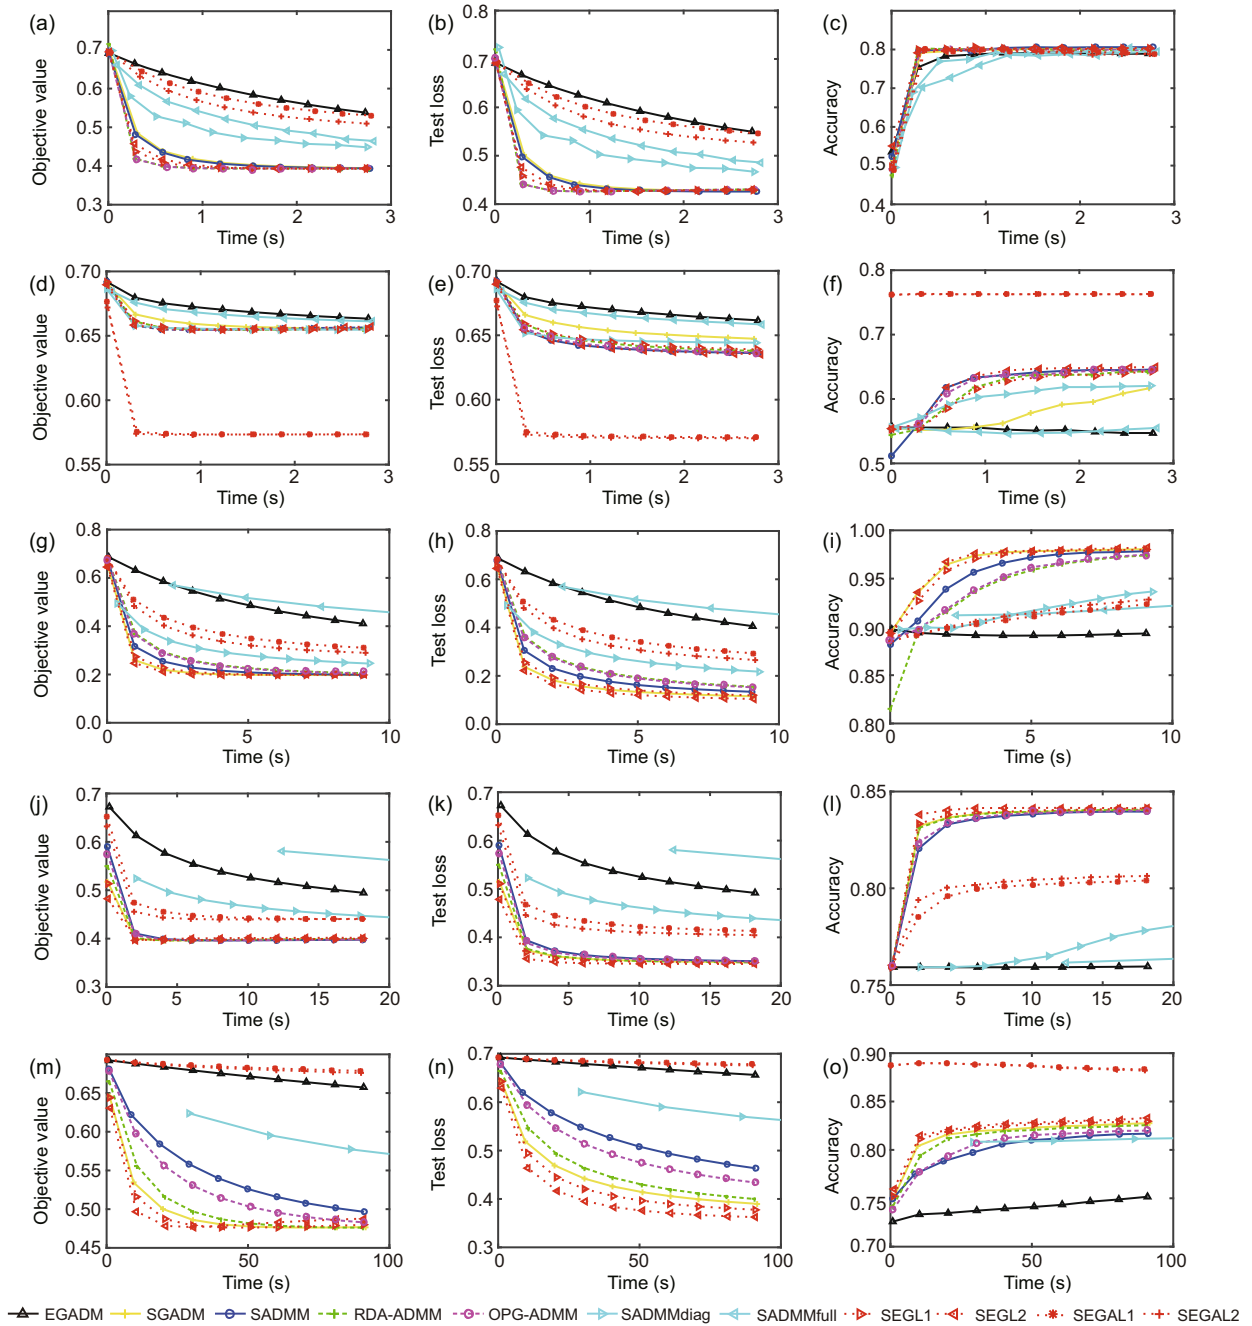 (a)
Objective value
0.7
0.6
0.5
0.4
0.3
0 1 2 3
Time (s)
(b)
Test loss
0.8
0.7
0.6
0.5
0.4
0 1 2 3
Time (s)
(c)
Accuracy
0.9
0.8
0.7
0.6
0.5
0.4
0 1 2 3
Time (s)
(d)
Objective value
0.70
0.65
0.60
0.55
0 1 2 3
Time (s)
(e)
Test loss
0.70
0.65
0.60
0.55
0 1 2 3
Time (s)
(f)
Accuracy
0.8
0.7
0.6
0.5
0 1 2 3
Time (s)
(g)
Objective value
0.8
0.6
0.4
0.2
0.0
0 5 10
Time (s)
(h)
Test loss
0.8
0.6
0.4
0.2
0.0
0 5 10
Time (s)
(i)
Accuracy
1.00
0.95
0.90
0.85
0.80
0 5 10
Time (s)
(j)
Objective value
0.7
0.6
0.5
0.4
0.3
0 5 10 15 20
Time (s)
(k)
Test loss
0.7
0.6
0.5
0.4
0.3
0 5 10 15 20
Time (s)
(l)
Accuracy
0.85
0.80
0.75
0 5 10 15 20
Time (s)
(m)
Objective value
0.65
0.60
0.55
0.50
0.45
0 50 100
Time (s)
(n)
Test loss
0.7
0.6
0.5
0.4
0.3
0 50 100
Time (s)
(o)
Accuracy
0.90
0.85
0.80
0.75
0.70
0 50 100
Time (s)
EGADM SGADM SADMM RDA-ADMM OPG-ADMM SADMMdiag SADMMfull SEGL1 SEGL2 SEGAL1 SEGAL2